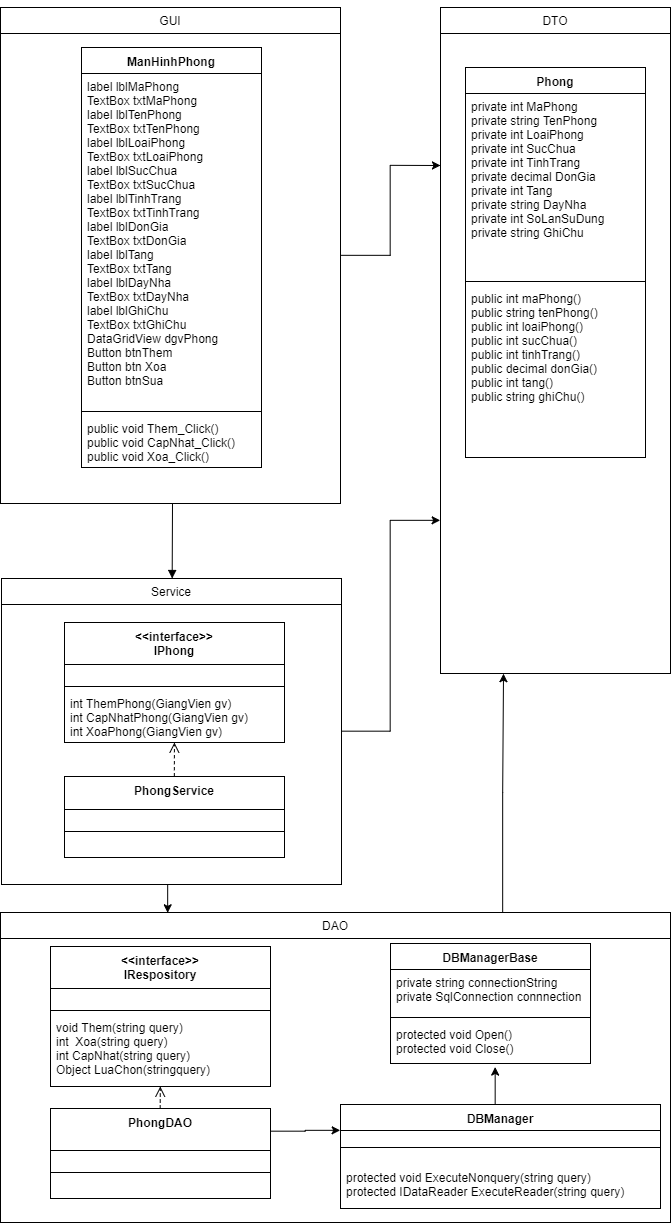 GUI
ManHinhPhong
label lblMaPhong
TextBox txtMaPhong
label lblTenPhong
TextBox txtTenPhong
label lblLoaiPhong
TextBox txtLoaiPhong
label lblSucChua
TextBox txtSucChua
label lblTinhTrang
TextBox txtTinhTrang
label lblDonGia
TextBox txtDonGia
label lblTang
TextBox txtTang
label lblDayNha
TextBox txtDayNha
label lblGhiChu
TextBox txtGhiChu
DataGridView dgvPhong
Button btnThem
Button btn Xoa
Button btnSua
public void Them_Click()
public void CapNhat_Click()
public void Xoa_Click()
DTO
Phong
private int MaPhong
private string TenPhong
private int LoaiPhong
private int SucChua
private int TinhTrang
private decimal DonGia
private int Tang
private string DayNha
private int SoLanSuDung
private string GhiChu
public int maPhong()
public string tenPhong()
public int loaiPhong()
public int sucChua()
public int tinhTrang()
public decimal donGia()
public int tang()
public string ghiChu()
Service
<<interface>>
IPhong
int ThemPhong(GiangVien gv)
int CapNhatPhong(GiangVien gv)
int XoaPhong(GiangVien gv)
PhongService
DAO
<<interface>>
IRespository
void Them(string query)
int  Xoa(string query)
int CapNhat(string query)
Object LuaChon(stringquery)
PhongDAO
DBManagerBase
private string connectionString
private SqlConnection connnection
protected void Open()
protected void Close()
DBManager
protected void ExecuteNonquery(string query)
protected IDataReader ExecuteReader(string query)